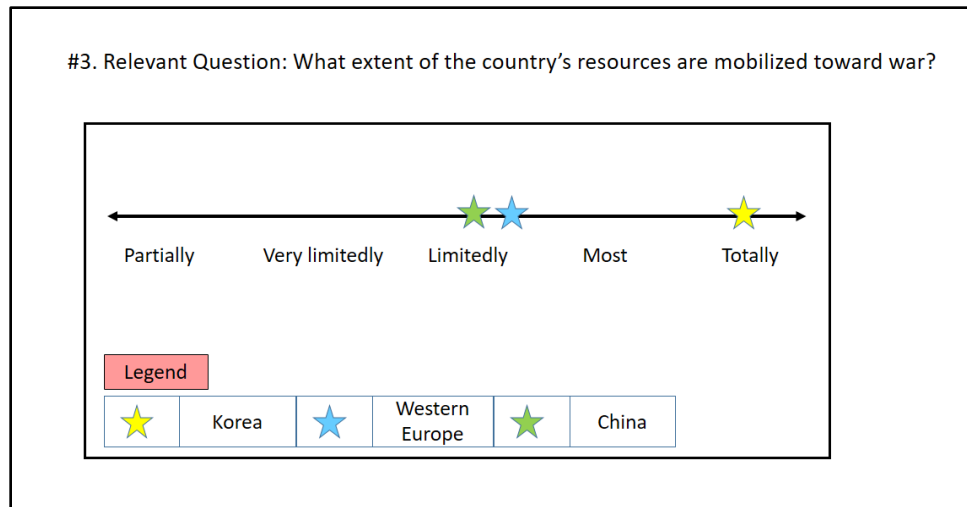 #3. Relevant Question: What extent of the country’s resources are mobilized toward war?
Partially Very limitedly Limitedly Most Totally
Legend
Korea Western Europe China